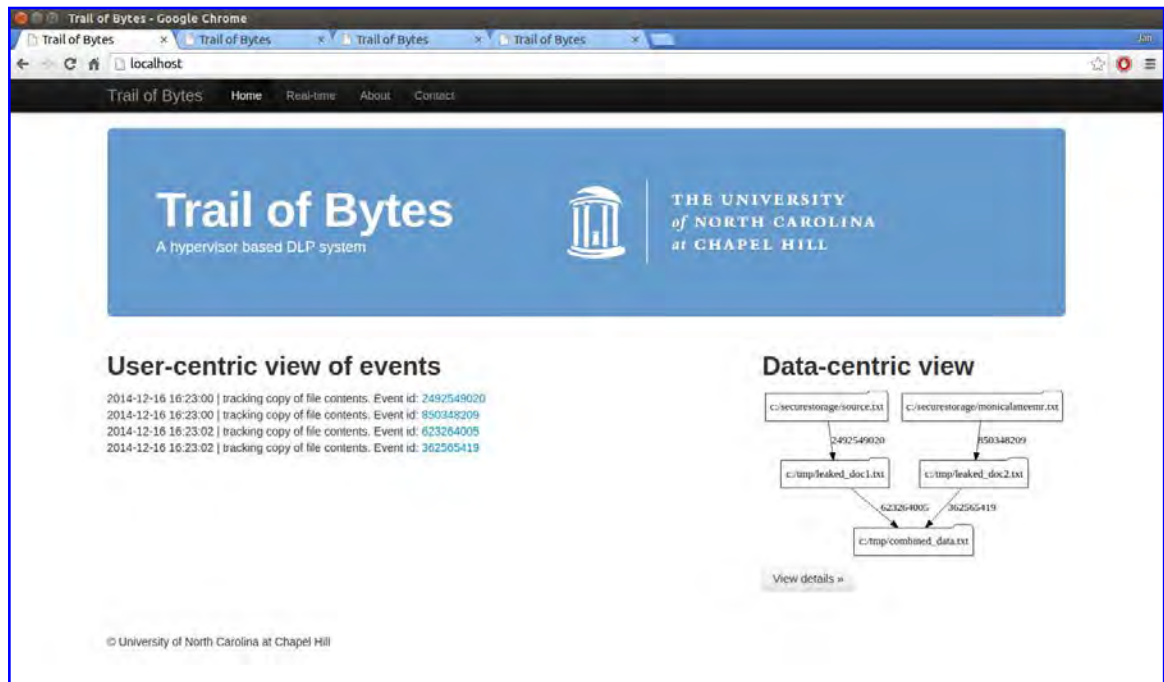 Trail of Bytes - Google Chrome
Trail of Bytes × Trail of Bytes × Trail of Bytes × Trail of Bytes ×
Jan
localhost
Trail of Bytes Home Real-time About Contact
Trail of Bytes
A hypervisor based DLP system
THE UNIVERSITY
of NORTH CAROLINA
at CHAPEL HILL
User-centric view of events
2014-12-16 16:23:00 | tracking copy of file contents. Event id: 2492549020
2014-12-16 16:23:00 | tracking copy of file contents. Event id: 850348209
2014-12-16 16:23:02 | tracking copy of file contents. Event id: 623264005
2014-12-16 16:23:02 | tracking copy of file contents. Event id: 362565419
Data-centric view
c:/securestorage/source.txt
2492549020 850348209
c:/tmp/leaked_doc1.txt c:/tmp/leaked_doc2.txt
623264005 362565419
c:/tmp/combined_data.txt
View details »
© University of North Carolina at Chapel Hill